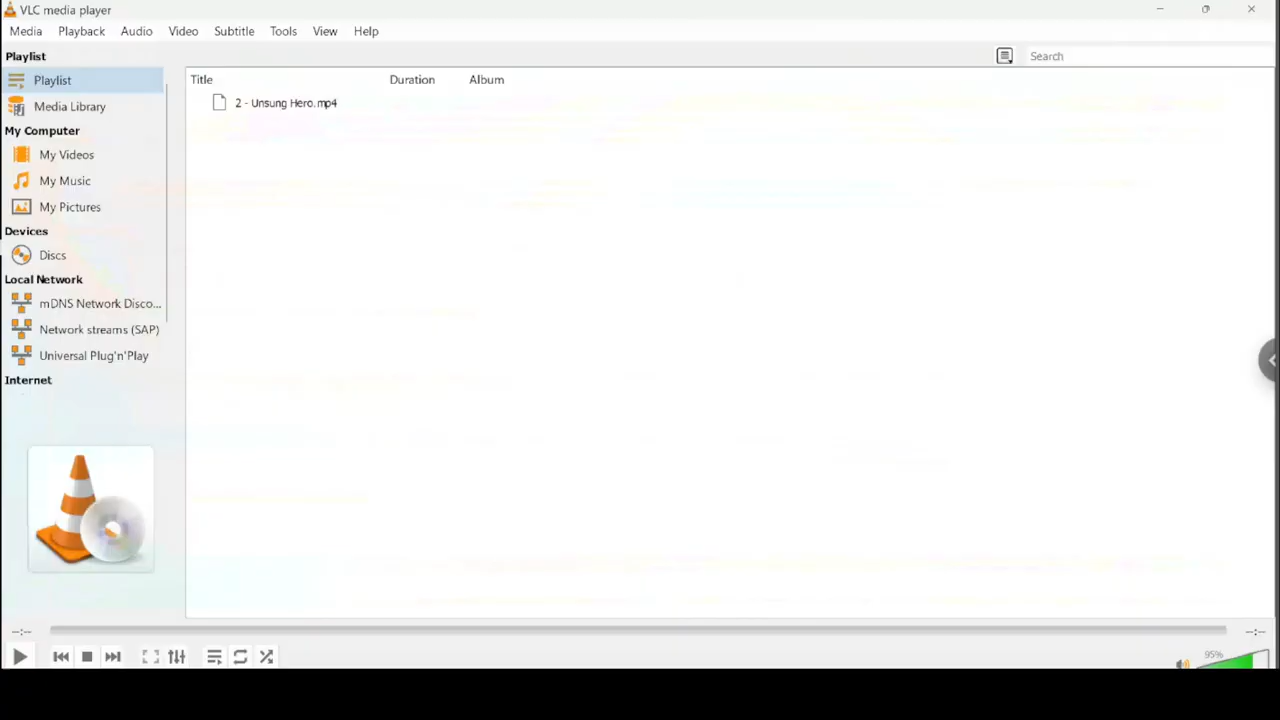 VLC media player
Media Playback Audio Video Subtitle Tools View Help
Playlist
Search
Playlist
Media Library
My Computer
My Videos
My Music
My Pictures
Devices
Discs
Local Network
mDNS Network Disco...
Network streams (SAP)
Universal Plug'n'Play
Internet
Title Duration Album
2 - Unsung Hero.mp4
--:-- --:--
95%